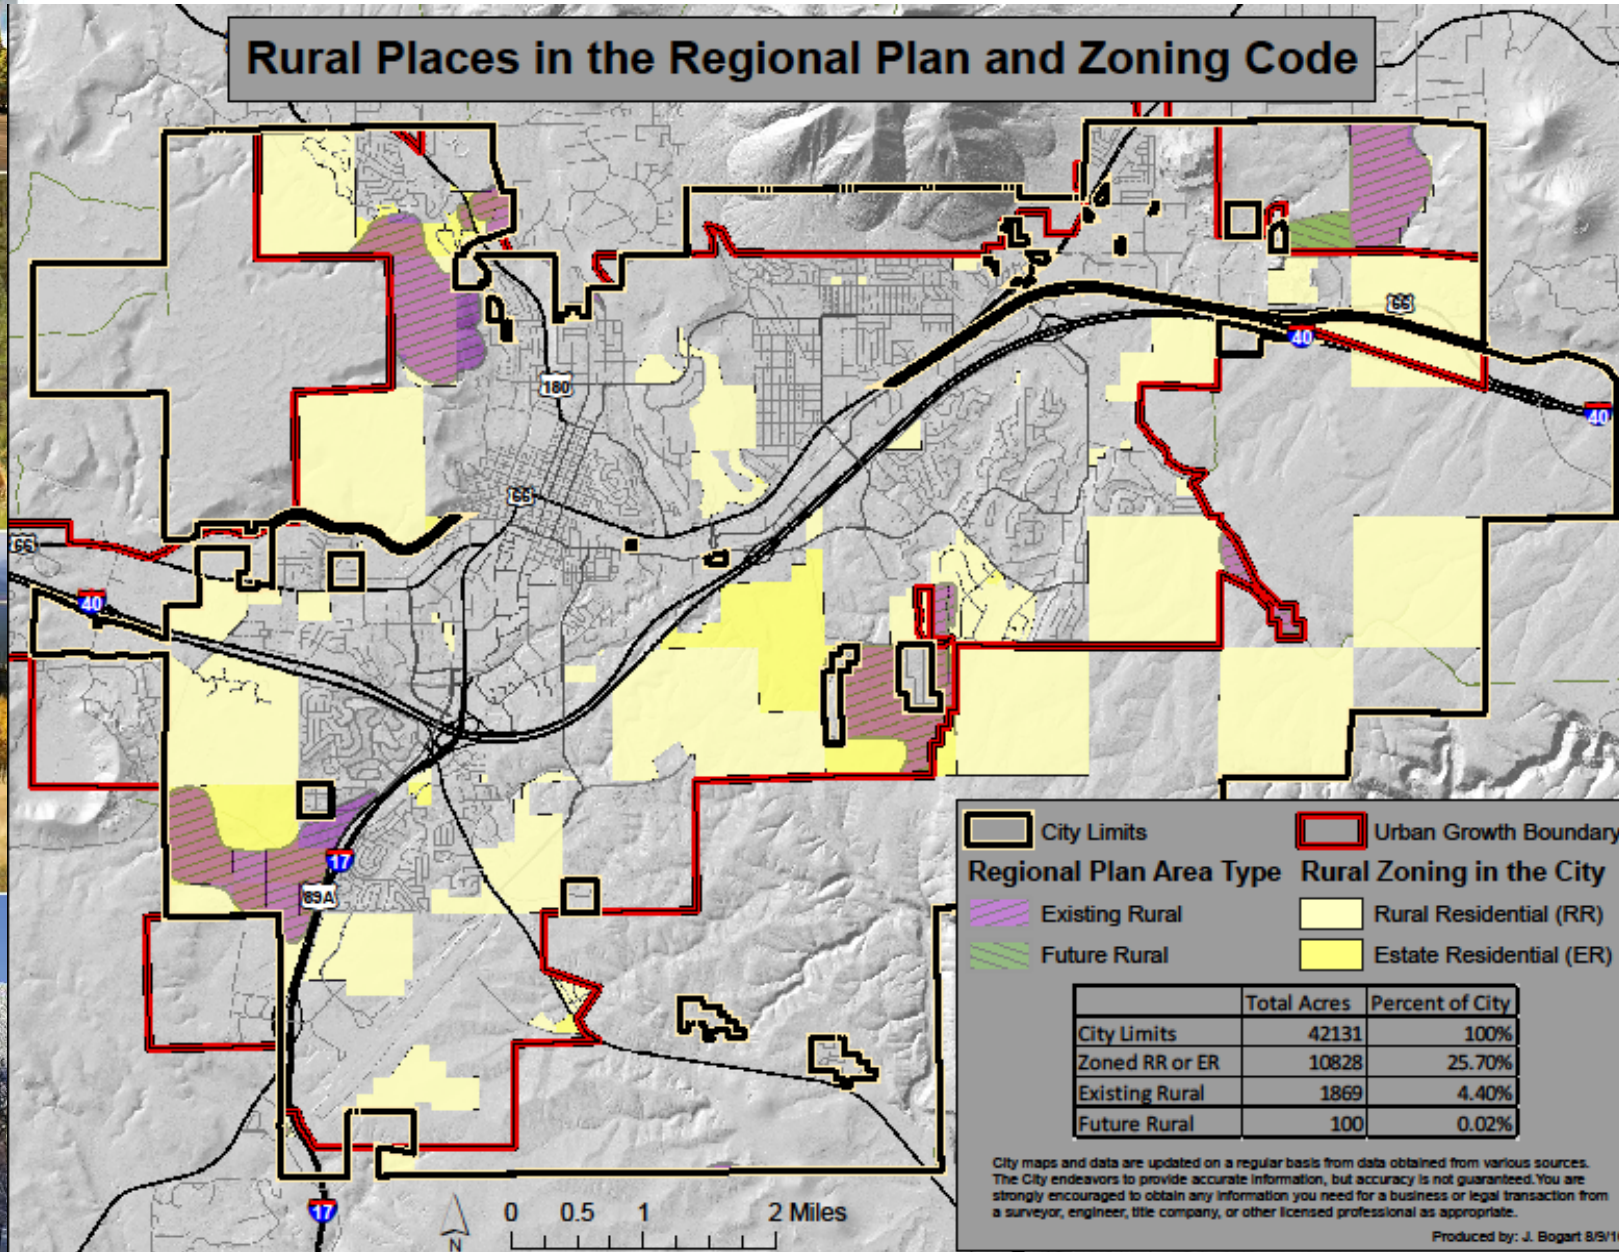 Rural Places in the Regional Plan and Zoning Code
66
40
180
40
66
66
40
17
89A
City Limits
Urban Growth Boundary
Regional Plan Area Type
Rural Zoning in the City
Existing Rural
Rural Residential (RR)
Future Rural
Estate Residential (ER)
Total Acres Percent of City
City Limits 42131 100%
Zoned RR or ER 10828 25.70%
Existing Rural 1869 4.40%
Future Rural 100 0.02%
City maps and data are updated on a regular basis from data obtained from various sources.
The City endeavors to provide accurate information, but accuracy is not guaranteed. You are
strongly encouraged to obtain any information you need for a business or legal transaction from
a surveyor, engineer, title company, or other licensed professional as appropriate.
Produced by: J. Bogart 8/9/1
17
N
0 0.5 1 2 Miles